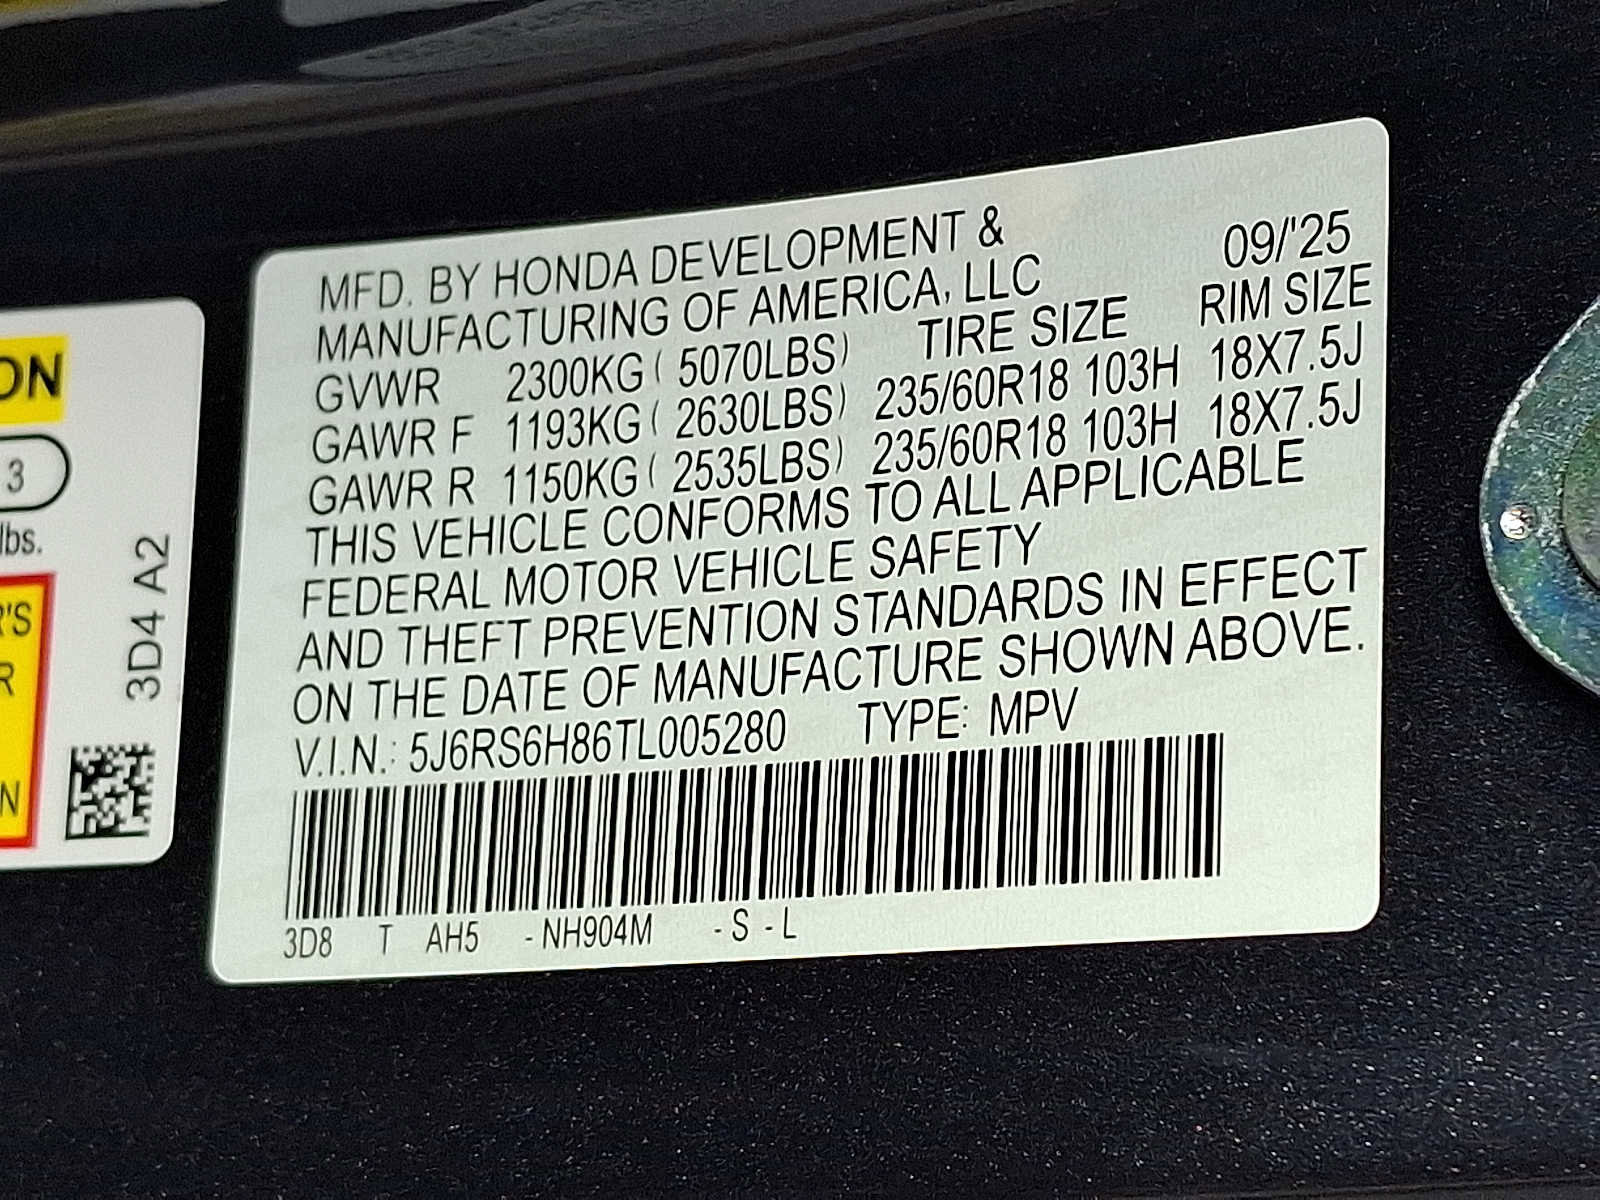 MFD. BY HONDA DEVELOPMENT & 09/'25
MANUFACTURING OF AMERICA, LLC
TIRE SIZE RIM SIZE
GVWR 2300KG ( 5070LBS)
GAWR F 1193KG ( 2630LBS) 235/60R18 103H 18X7.5J
GAWR R 1150KG ( 2535LBS) 235/60R18 103H 18X7.5J
THIS VEHICLE CONFORMS TO ALL APPLICABLE
FEDERAL MOTOR VEHICLE SAFETY
AND THEFT PREVENTION STANDARDS IN EFFECT
ON THE DATE OF MANUFACTURE SHOWN ABOVE.
V.I.N.: 5J6RS6H86TL005280 TYPE: MPV
3D8 T AH5 - NH904M - S - L
ON
3
lbs.
R'S
R
N
3D4 A2